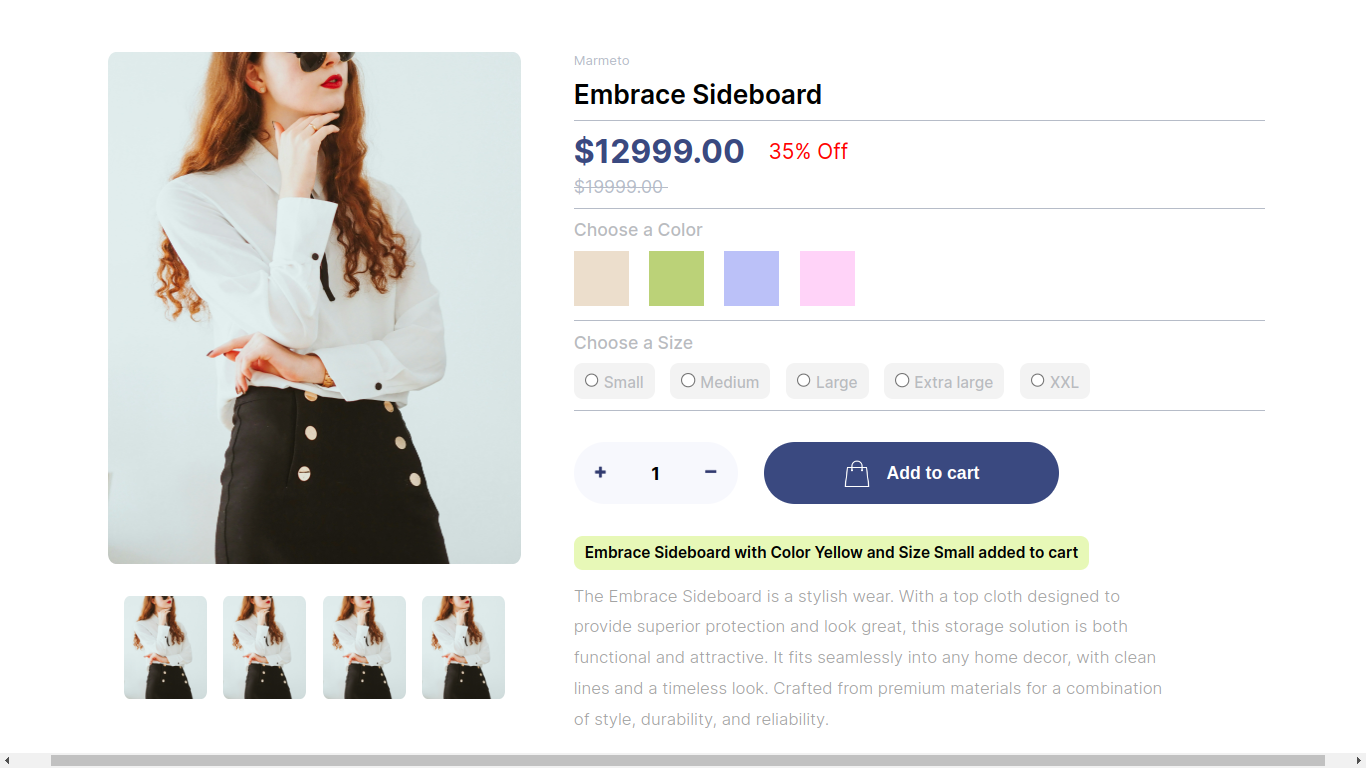 Marmeto
Embrace Sideboard
$12999.00 35% Off
$19999.00
Choose a Color
Choose a Size
Small Medium Large Extra large XXL
+ 1 − Add to cart
Embrace Sideboard with Color Yellow and Size Small added to cart
The Embrace Sideboard is a stylish wear. With a top cloth designed to
provide superior protection and look great, this storage solution is both
functional and attractive. It fits seamlessly into any home decor, with clean
lines and a timeless look. Crafted from premium materials for a combination
of style, durability, and reliability.